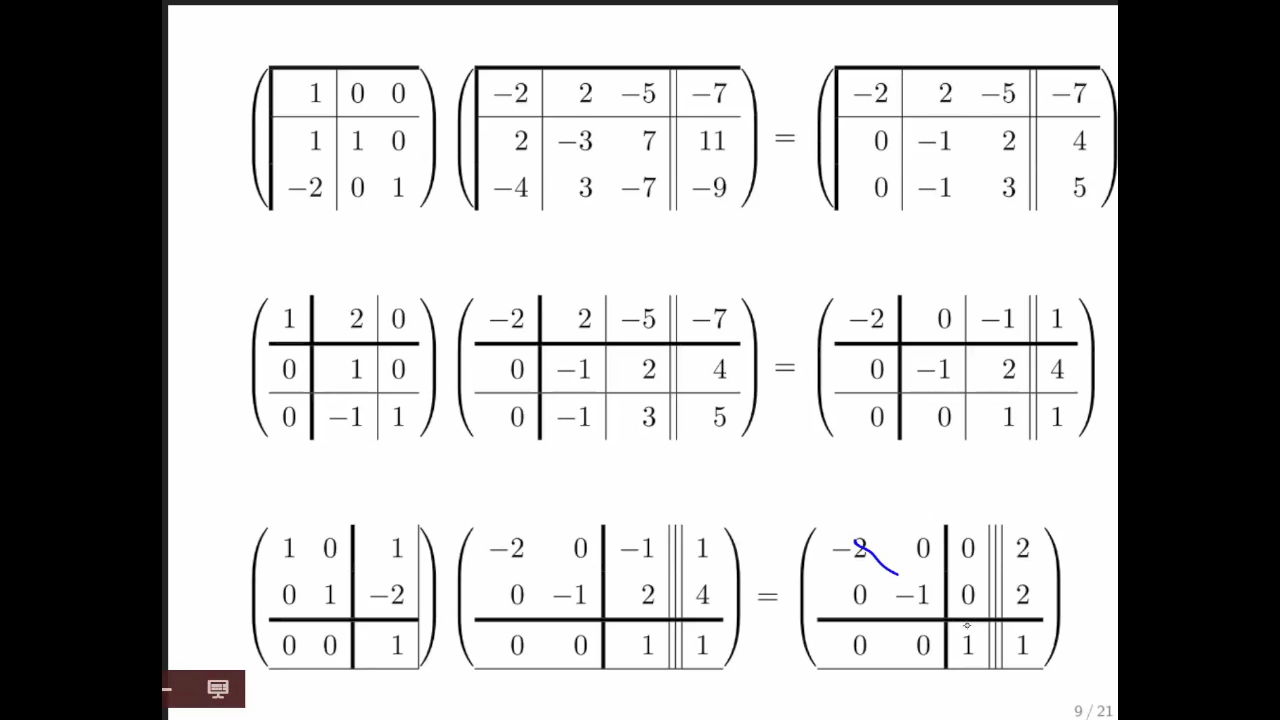 1 0 0 −2 2 −5 −7 −2 2 −5 −7
1 1 0 2 −3 7 11 = 0 −1 2 4
−2 0 1 −4 3 −7 −9 0 −1 3 5
1 2 0 −2 2 −5 −7 −2 0 −1 1
0 1 0 0 −1 2 4 = 0 −1 2 4
0 −1 1 0 −1 3 5 0 0 1 1
1 0 1 −2 0 −1 1 −2 0 0 2
0 1 −2 0 −1 2 4 = 0 −1 0 2
0 0 1 0 0 1 1 0 0 1 1
9 / 21